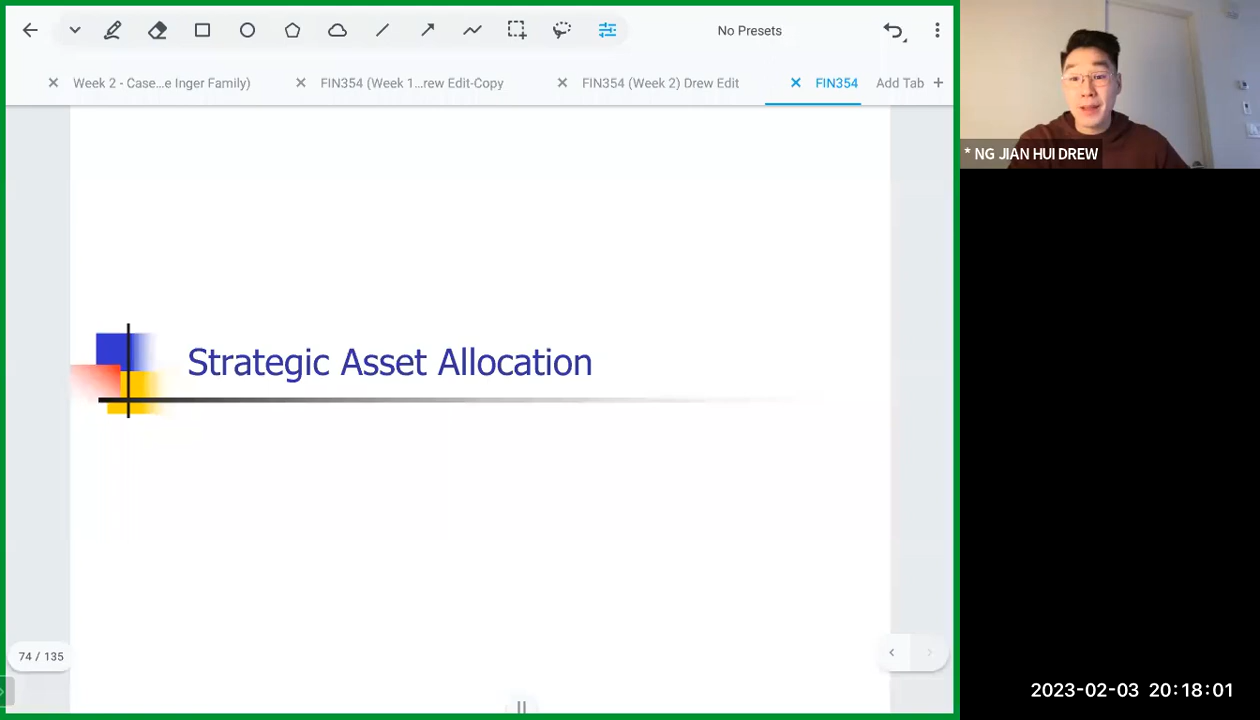 No Presets
Week 2 - Case...e Inger Family)
FIN354 (Week 1...rew Edit-Copy
FIN354 (Week 2) Drew Edit
FIN354
Add Tab +
* NG JIAN HUI DREW
Strategic Asset Allocation
74 / 135
2023-02-03 20:18:01